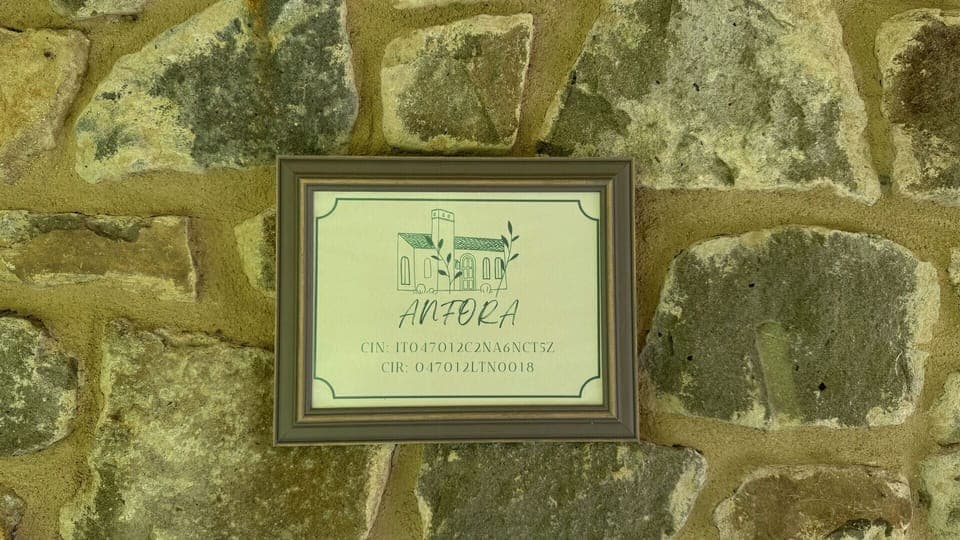 ANFORA
CIN: IT047012C2NA6NCT5Z
CIR: 047012LTN0018